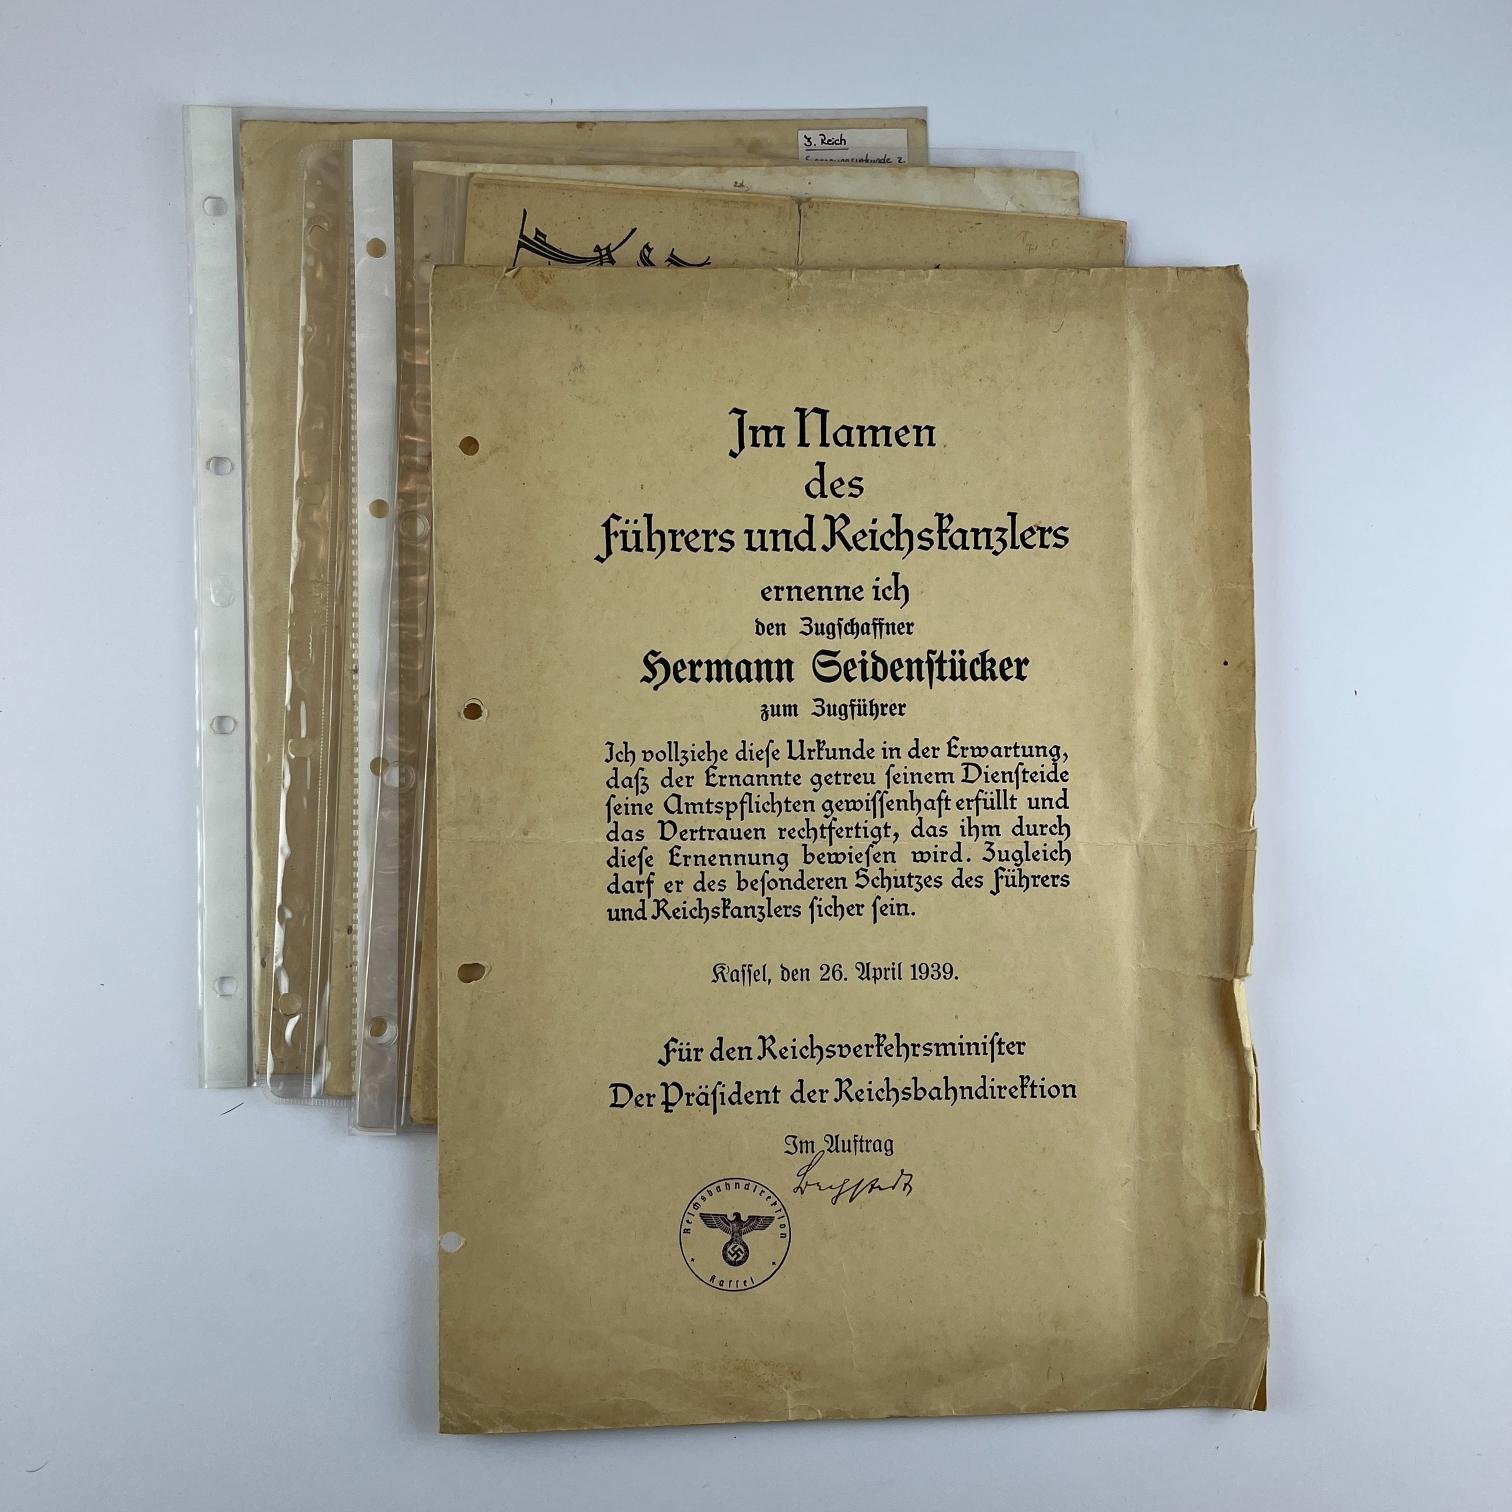 3. Reich
Im Namen
des
Führers und Reichskanzlers
ernenne ich
den Zugschaffner
Hermann Seidenstücker
zum Zugführer
Ich vollziehe diese Urkunde in der Erwartung,
daß der Ernannte getreu seinem Diensteide
seine Amtspflichten gewissenhaft erfüllt und
das Vertrauen rechtfertigt, das ihm durch
diese Ernennung bewiesen wird. Zugleich
darf er des besonderen Schutzes des Führers
und Reichskanzlers sicher sein.
Kassel, den 26. April 1939.
Für den Reichsverkehrsminister
Der Präsident der Reichsbahndirektion
Im Auftrag
Reichsbahndirektion
Kassel